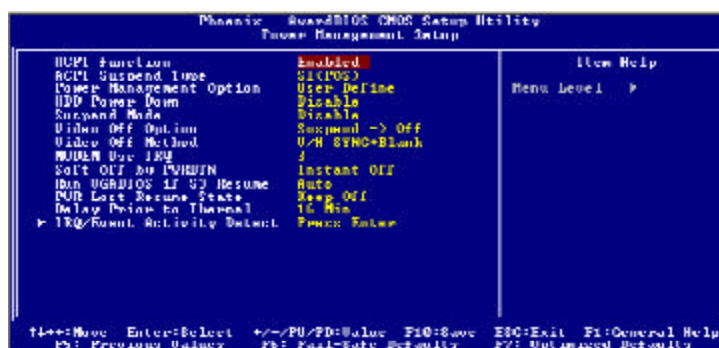 Phoenix - AwardBIOS CMOS Setup Utility
Power Management Setup
ACPI Function Enabled
ACPI Suspend Type S1(POS)
Power Management Option User Define
HDD Power Down Disable
Suspend Mode Disable
Video Off Option Suspend -> Off
Video Off Method V/H SYNC+Blank
MODEM Use IRQ 3
Soft Off by PWRBTN Instant Off
Run VGABIOS if S3 Resume Auto
PWR Lost Resume State Keep Off
Delay Prior to Thermal 16 Min
► IRQ/Event Activity Detect Press Enter
Item Help
Menu Level ►
↑↓→←:Move Enter:Select +/-/PU/PD:Value F10:Save ESC:Exit F1:General Help
F5: Previous Values F6: Fail-Safe Defaults F7: Optimized Defaults